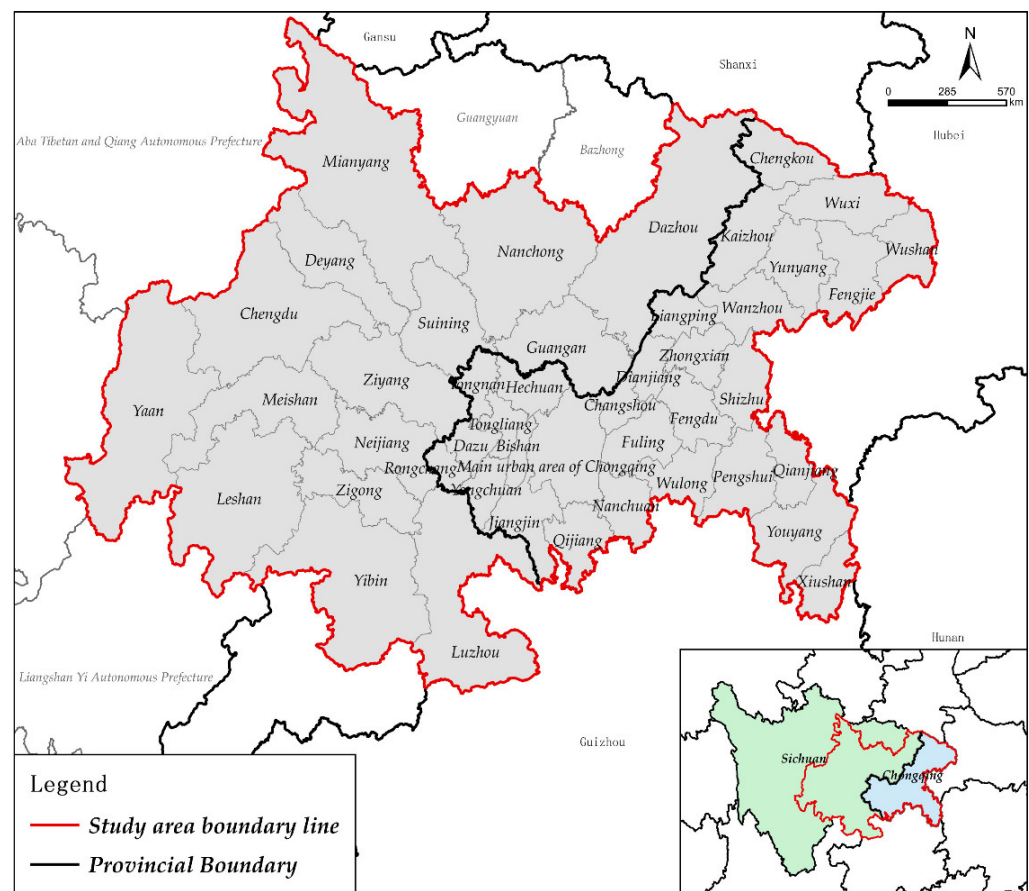 Gansu
Shanxi
N
0 285 570
km
Guangyuan
Hubei
Aba Tibetan and Qiang Autonomous Prefecture
Bazhong
Mianyang
Chengkou
Wuxi
Dazhou
Kaizhou
Nanchong
Wushan
Deyang
Yunyang
Fengjie
Chengdu
Wanzhou
Liangping
Suining
Guangan
Zhongxian
Dianjiang
Ziyang
Tongnan
Hechuan
Meishan
Changshou
Shizhu
Yaan
Fengdu
Tongliang
Neijiang
Dazu
Bishan
Fuling
Rongchang
Main urban area of Chongqing
Qianjiang
Pengshui
Wulong
Leshan
Zigong
Yongchuan
Nanchuan
Jiangjin
Youyang
Qijiang
Yibin
Xiushan
Luzhou
Hunan
Liangshan Yi Autonomous Prefecture
Guizhou
Sichuan
Chongqing
Legend
Study area boundary line
Provincial Boundary